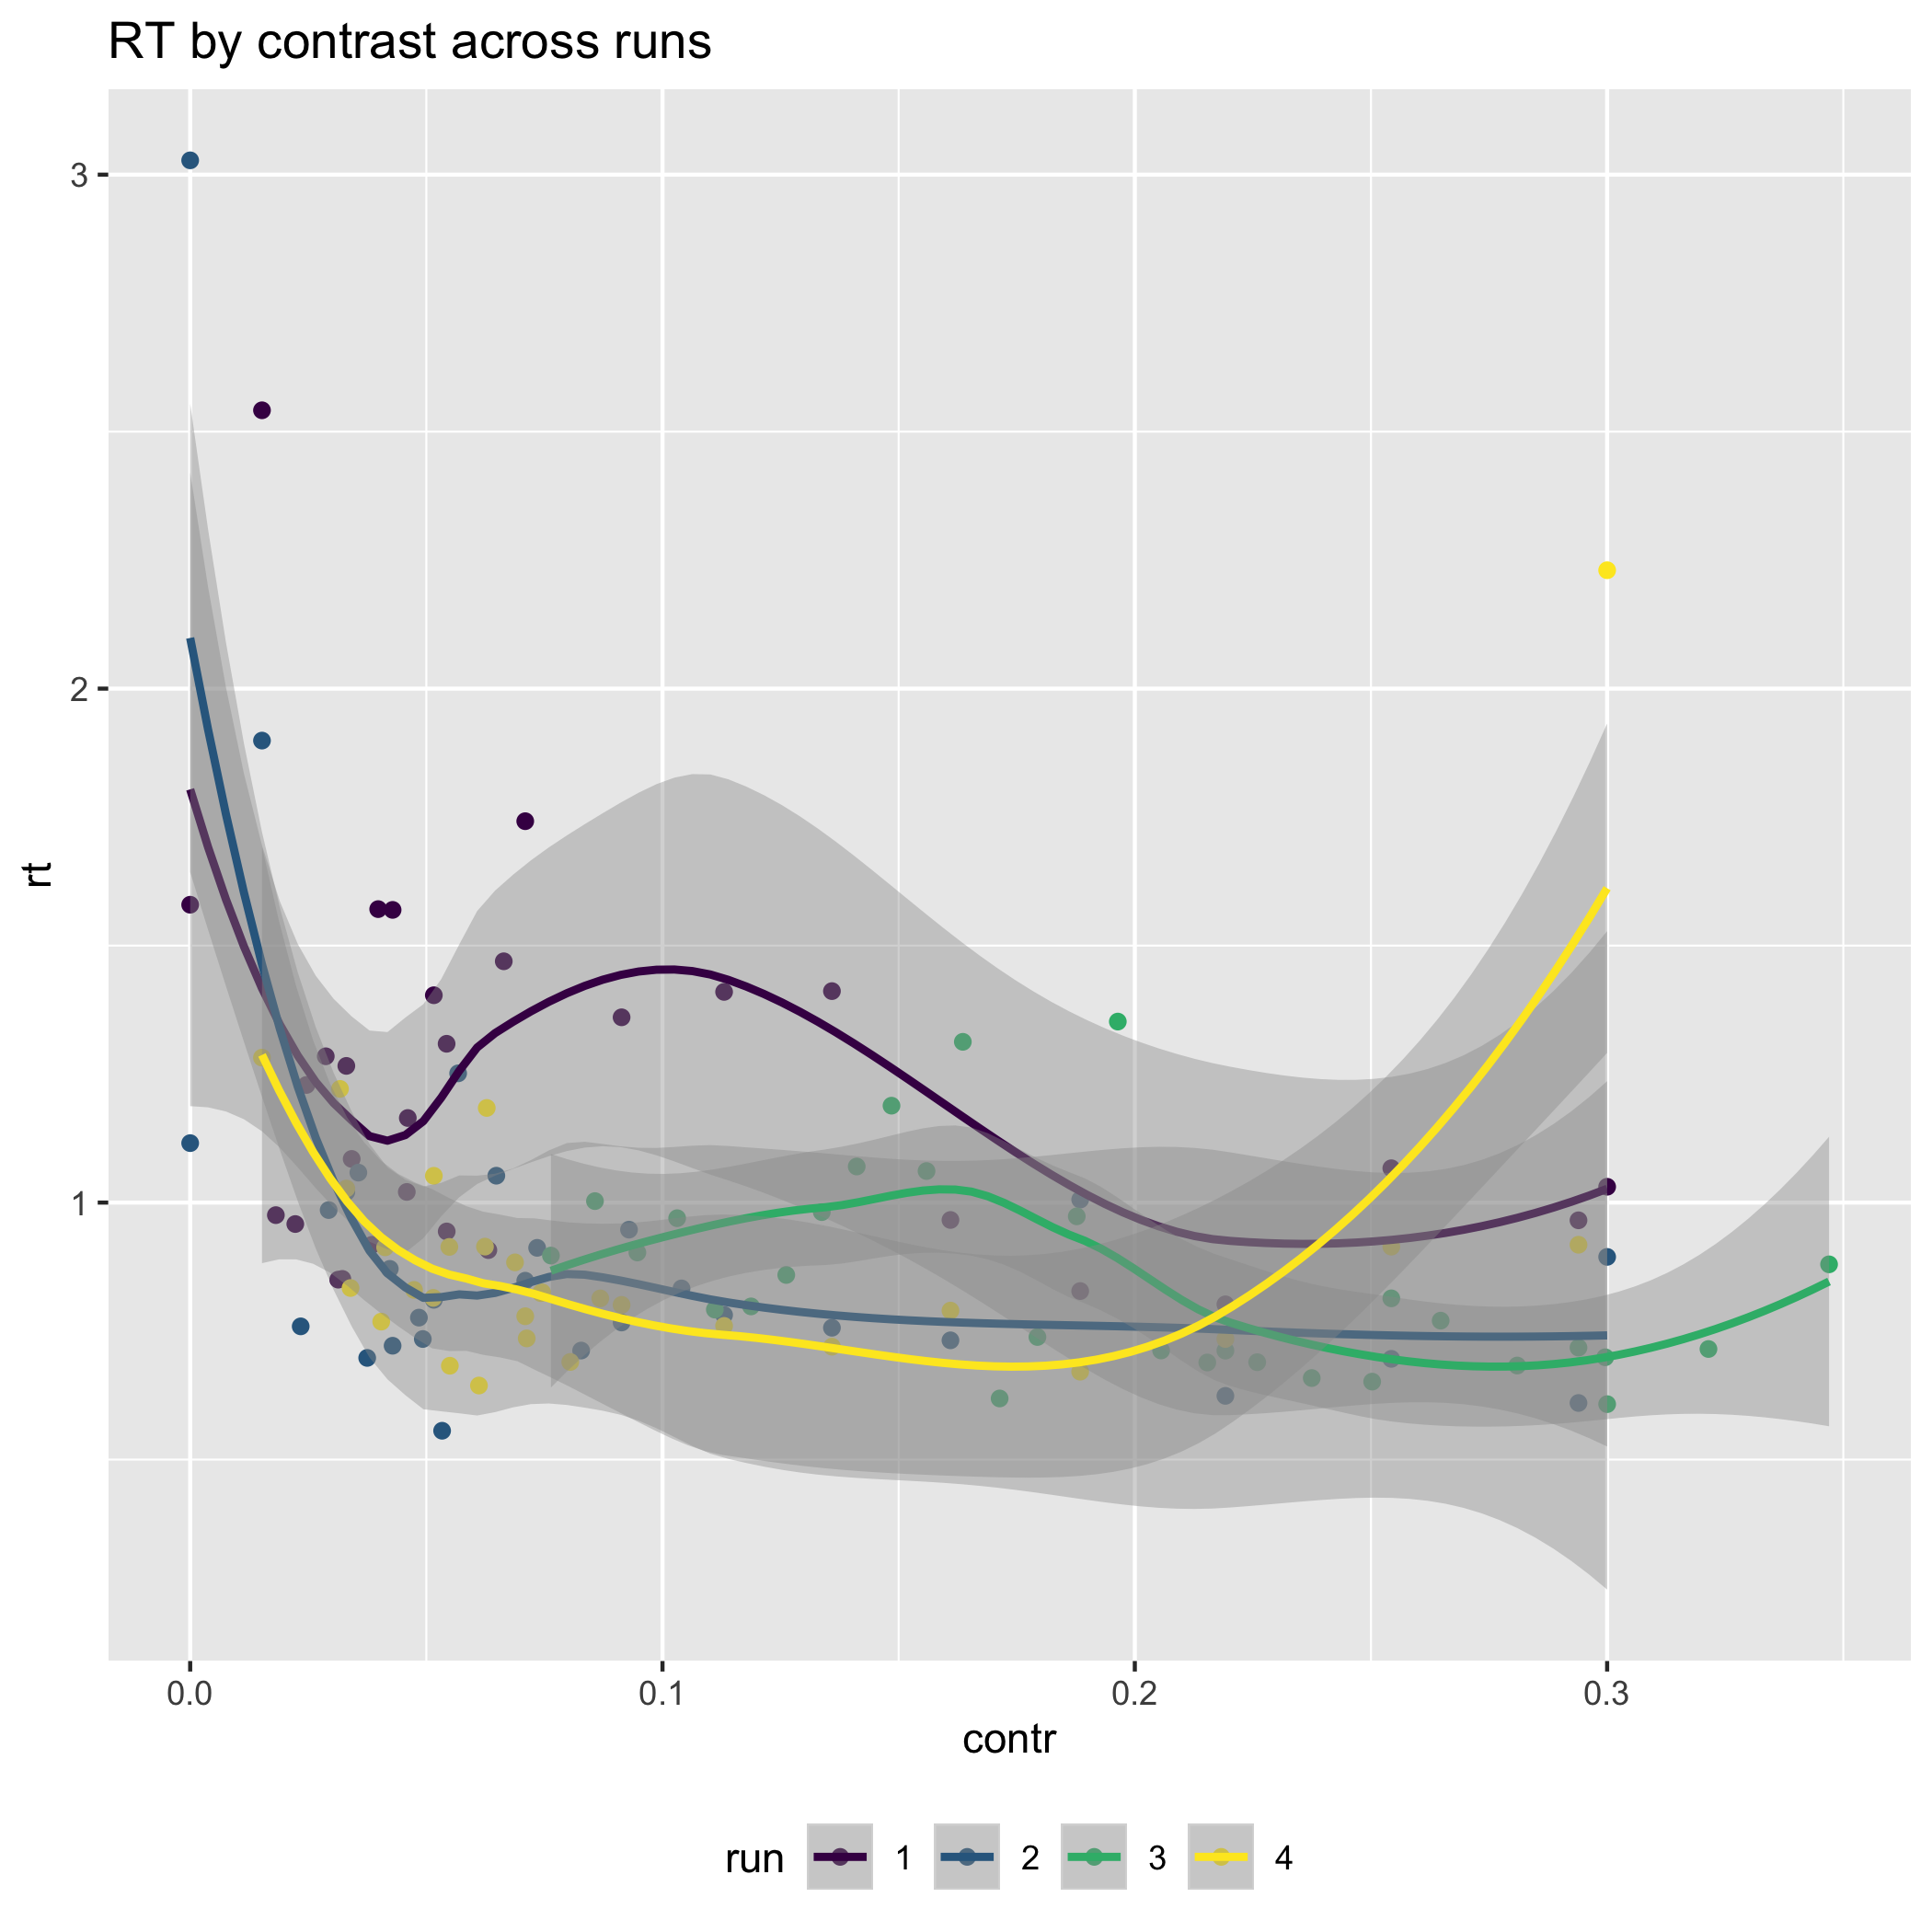 RT by contrast across runs
3
2
1
rt
0.0 0.1 0.2 0.3
contr
run 1 2 3 4